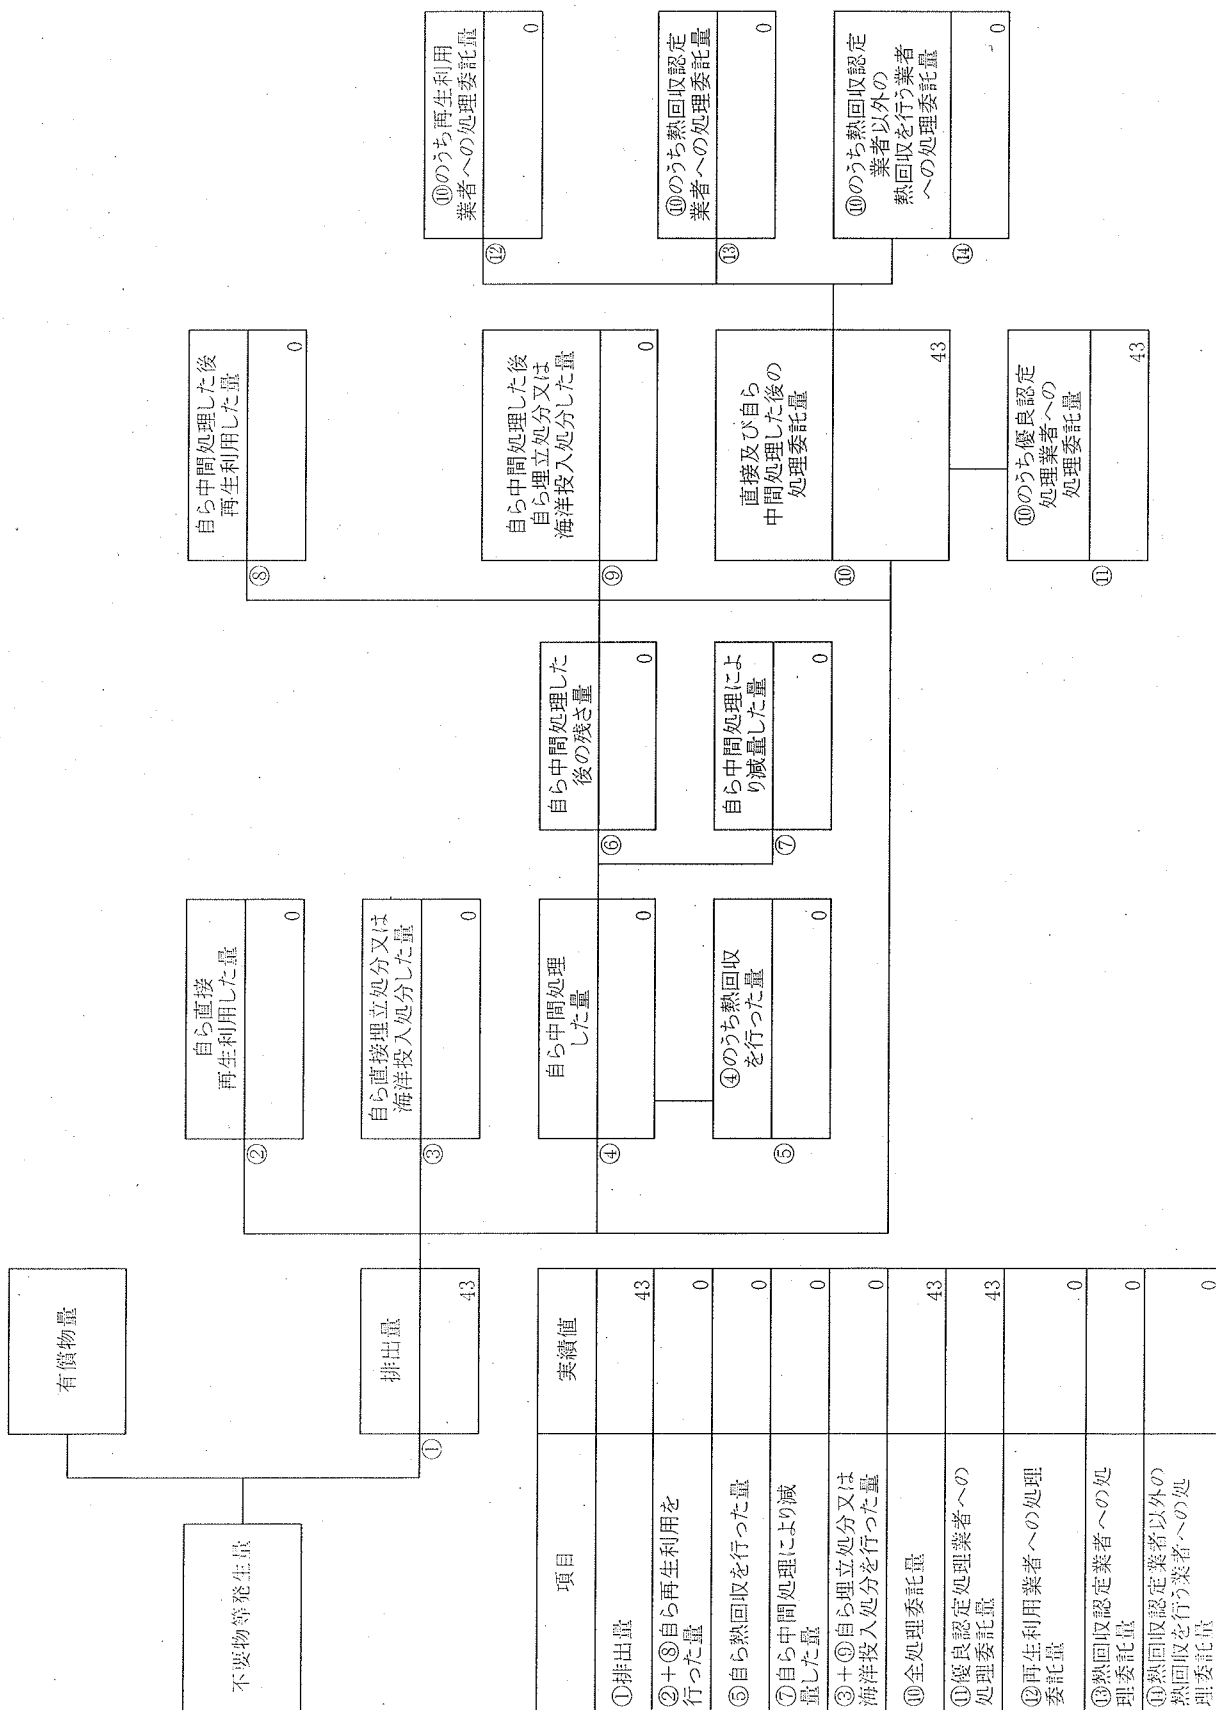 不要物等発生量
有償物量
①
排出量
43
②
自ら直接
再生利用した量
0
③
自ら直接埋立処分又は
海洋投入処分した量
0
④
自ら中間処理
した量
0
⑤
④のうち熱回収
を行った量
0
⑥
自ら中間処理した
後の残さ量
0
⑦
自ら中間処理によ
り減量した量
0
⑧
自ら中間処理した後
再生利用した量
0
⑨
自ら中間処理した後
自ら埋立処分又は
海洋投入処分した量
0
⑩
直接及び自ら
中間処理した後の
処理委託量
43
⑪
⑩のうち優良認定
処理業者への
処理委託量
43
⑫
⑩のうち再生利用
業者への処理委託量
0
⑬
⑩のうち熱回収認定
業者への処理委託量
0
⑭
⑩のうち熱回収認定
業者以外の
熱回収を行う業者
への処理委託量
0
項目
実績値
①排出量
43
②+⑧自ら再生利用を
行った量
0
⑤自ら熱回収を行った量
0
⑦自ら中間処理により減
量した量
0
③+⑨自ら埋立処分又は
海洋投入処分を行った量
0
⑩全処理委託量
43
⑪優良認定処理業者への
処理委託量
43
⑫再生利用業者への処理
委託量
0
⑬熱回収認定業者への処
理委託量
0
⑭熱回収認定業者以外の
熱回収を行う業者への処
理委託量
0